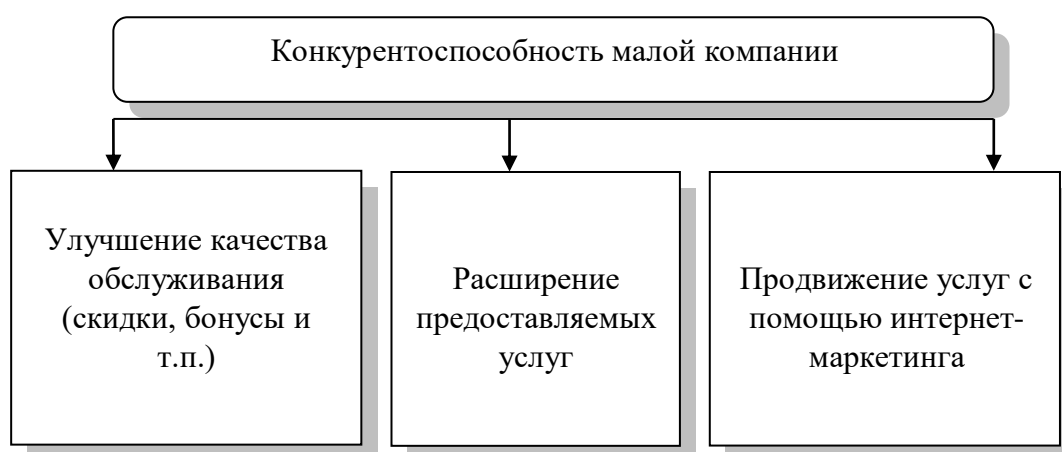 Конкурентоспособность малой компании
Улучшение качества
обслуживания
(скидки, бонусы и
т.п.)
Расширение
предоставляемых
услуг
Продвижение услуг с
помощью интернет-
маркетинга